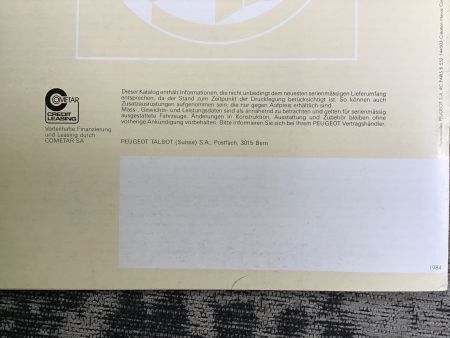 Dieser Katalog enthält Informationen, die nicht unbedingt dem neuesten serienmässigen Lieferumfang
entsprechen, da der Stand zum Zeitpunkt der Drucklegung berücksichtigt ist. So können auch
Zusatzausrüstungen aufgenommen sein, die nur gegen Aufpreis erhältlich sind.
Mass-, Gewichts- und Leistungsdaten sind als annähernd zu betrachten und gelten für serienmässig
ausgestattete Fahrzeuge. Änderungen in Konstruktion, Ausstattung und Zubehör bleiben ohne
vorherige Ankündigung vorbehalten. Bitte informieren Sie sich bei Ihrem PEUGEOT Vertragshändler.
PEUGEOT TALBOT (Suisse) S.A., Postfach, 3015 Bern
COMETAR
CREDIT
LEASING
Vorteilhafte Finanzierung
und Leasing durch
COMETAR SA
PEUGEOT S.A. RC PARIS B 552
1984